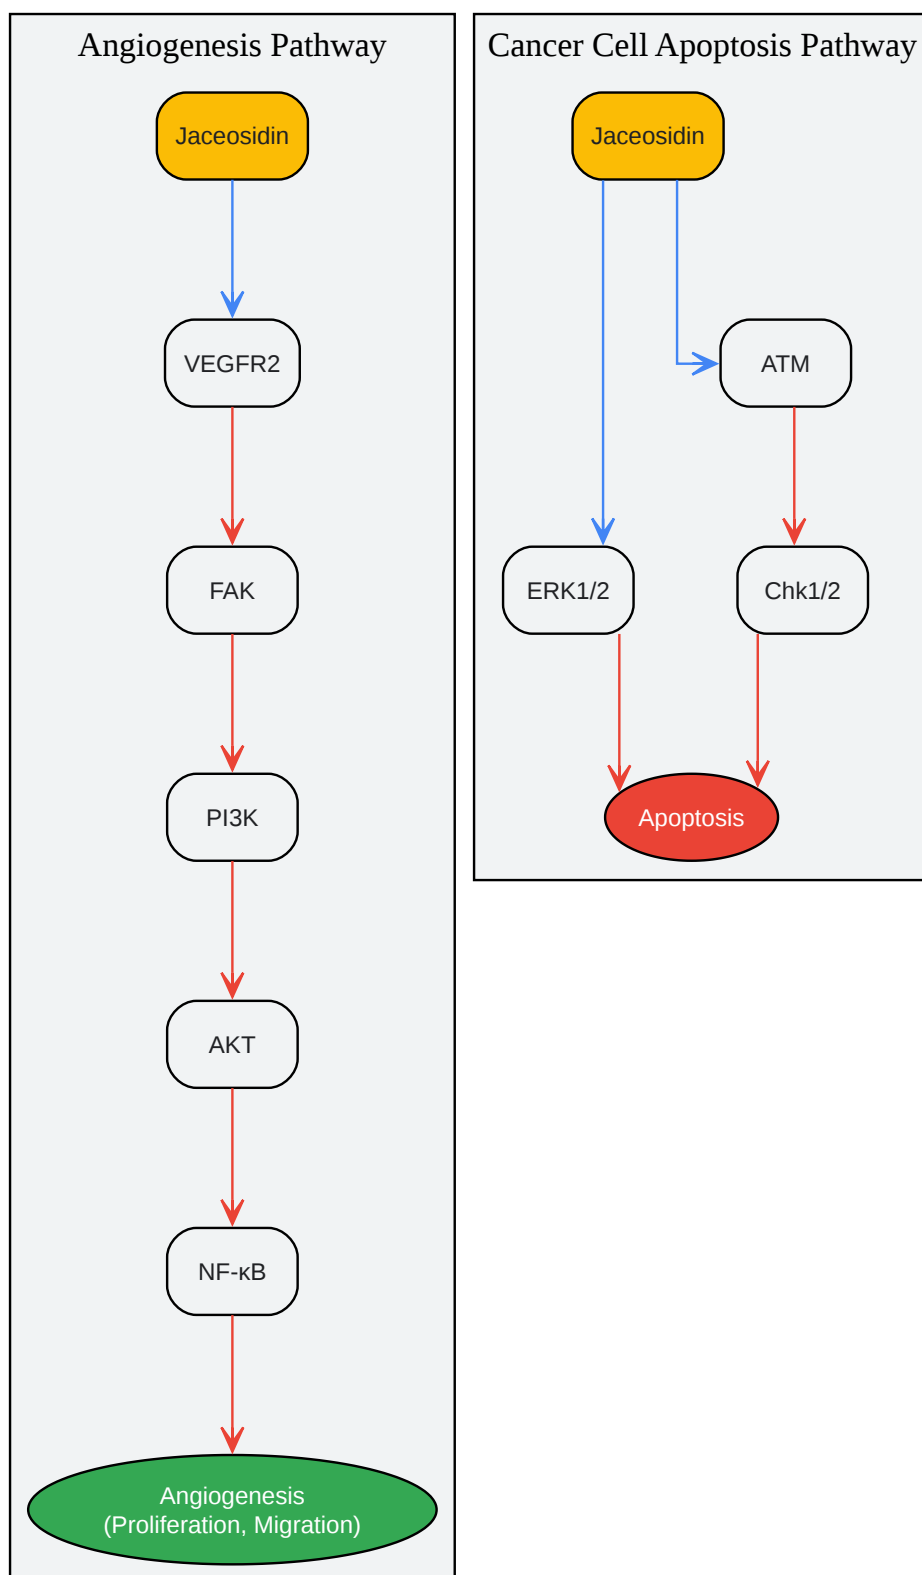 Angiogenesis Pathway
Jaceosidin
VEGFR2
FAK
PI3K
AKT
NF-κB
Angiogenesis
(Proliferation, Migration)
Cancer Cell Apoptosis Pathway
Jaceosidin
ATM
ERK1/2
Chk1/2
Apoptosis